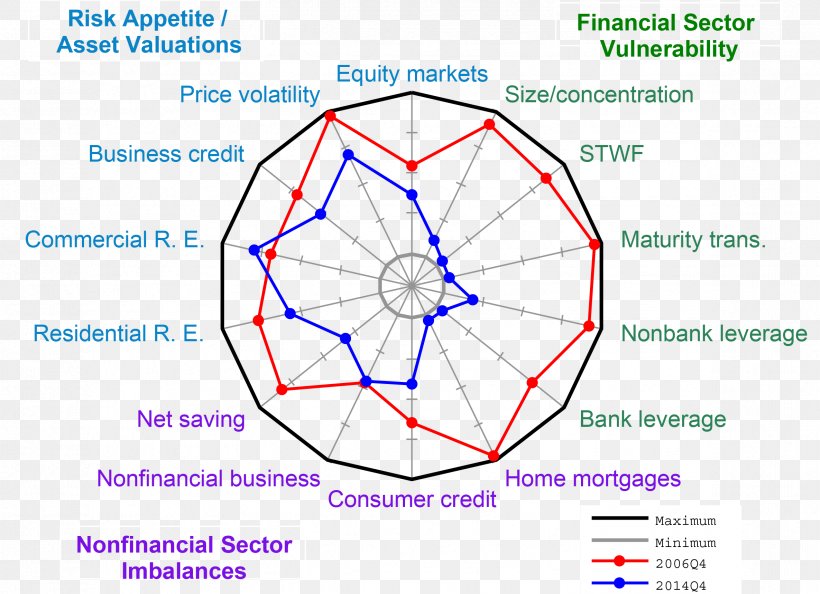 Risk Appetite /
Asset Valuations
Financial Sector
Vulnerability
Equity markets
Price volatility
Size/concentration
Business credit
STWF
Commercial R. E.
Maturity trans.
Residential R. E.
Nonbank leverage
Net saving
Bank leverage
Nonfinancial business
Home mortgages
Consumer credit
Nonfinancial Sector
Imbalances
Maximum
Minimum
2006Q4
2014Q4